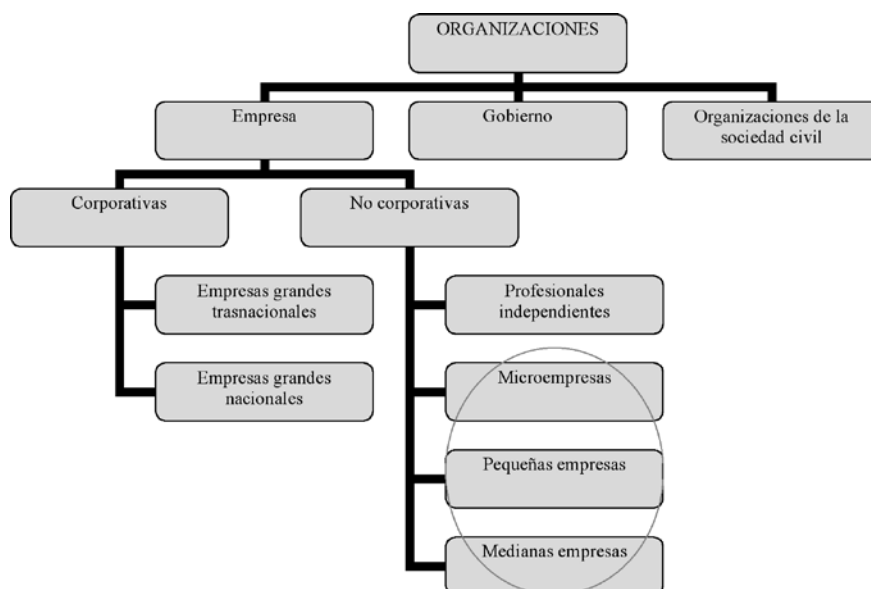 ORGANIZACIONES
Empresa
Gobierno
Organizaciones de la
sociedad civil
Corporativas
No corporativas
Empresas grandes
trasnacionales
Profesionales
independientes
Empresas grandes
nacionales
Microempresas
Pequeñas empresas
Medianas empresas